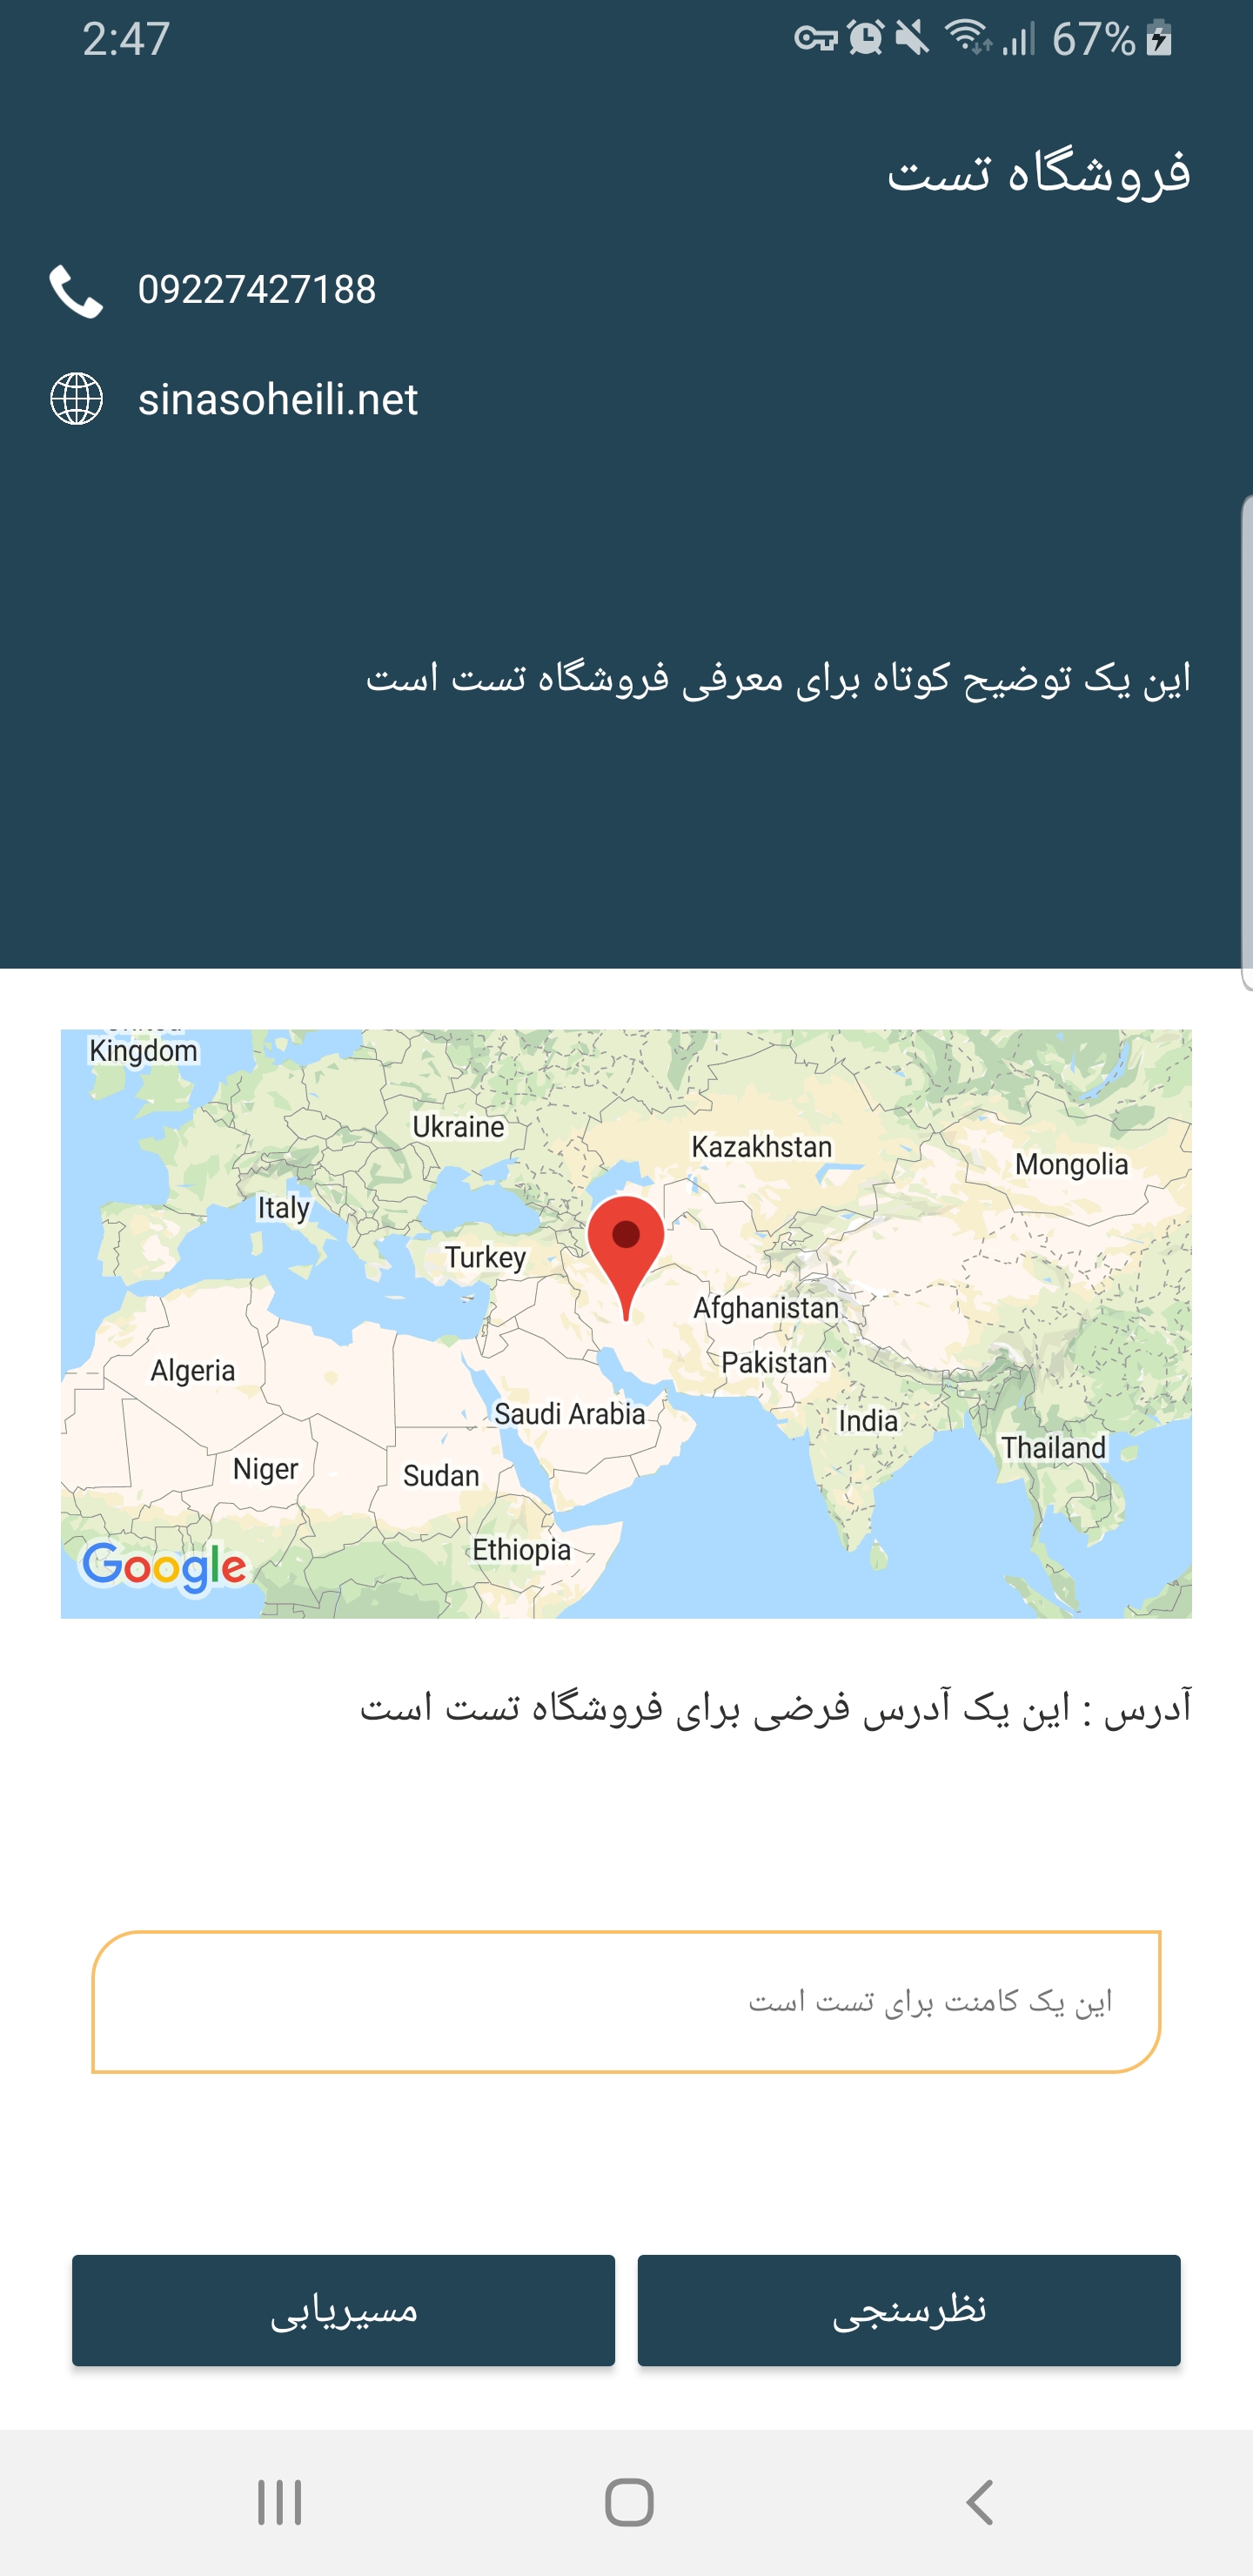 2:47
67%
فروشگاه تست
09227427188
sinasoheili.net
این یک توضیح کوتاه برای معرفی فروشگاه تست است
Kingdom
Ukraine
Kazakhstan
Mongolia
Italy
Turkey
Afghanistan
Algeria
Pakistan
Saudi Arabia
India
Thailand
Niger
Sudan
Ethiopia
Google
آدرس : این یک آدرس فرضی برای فروشگاه تست است
این یک کامنت برای تست است
نظرسنجی
مسیریابی